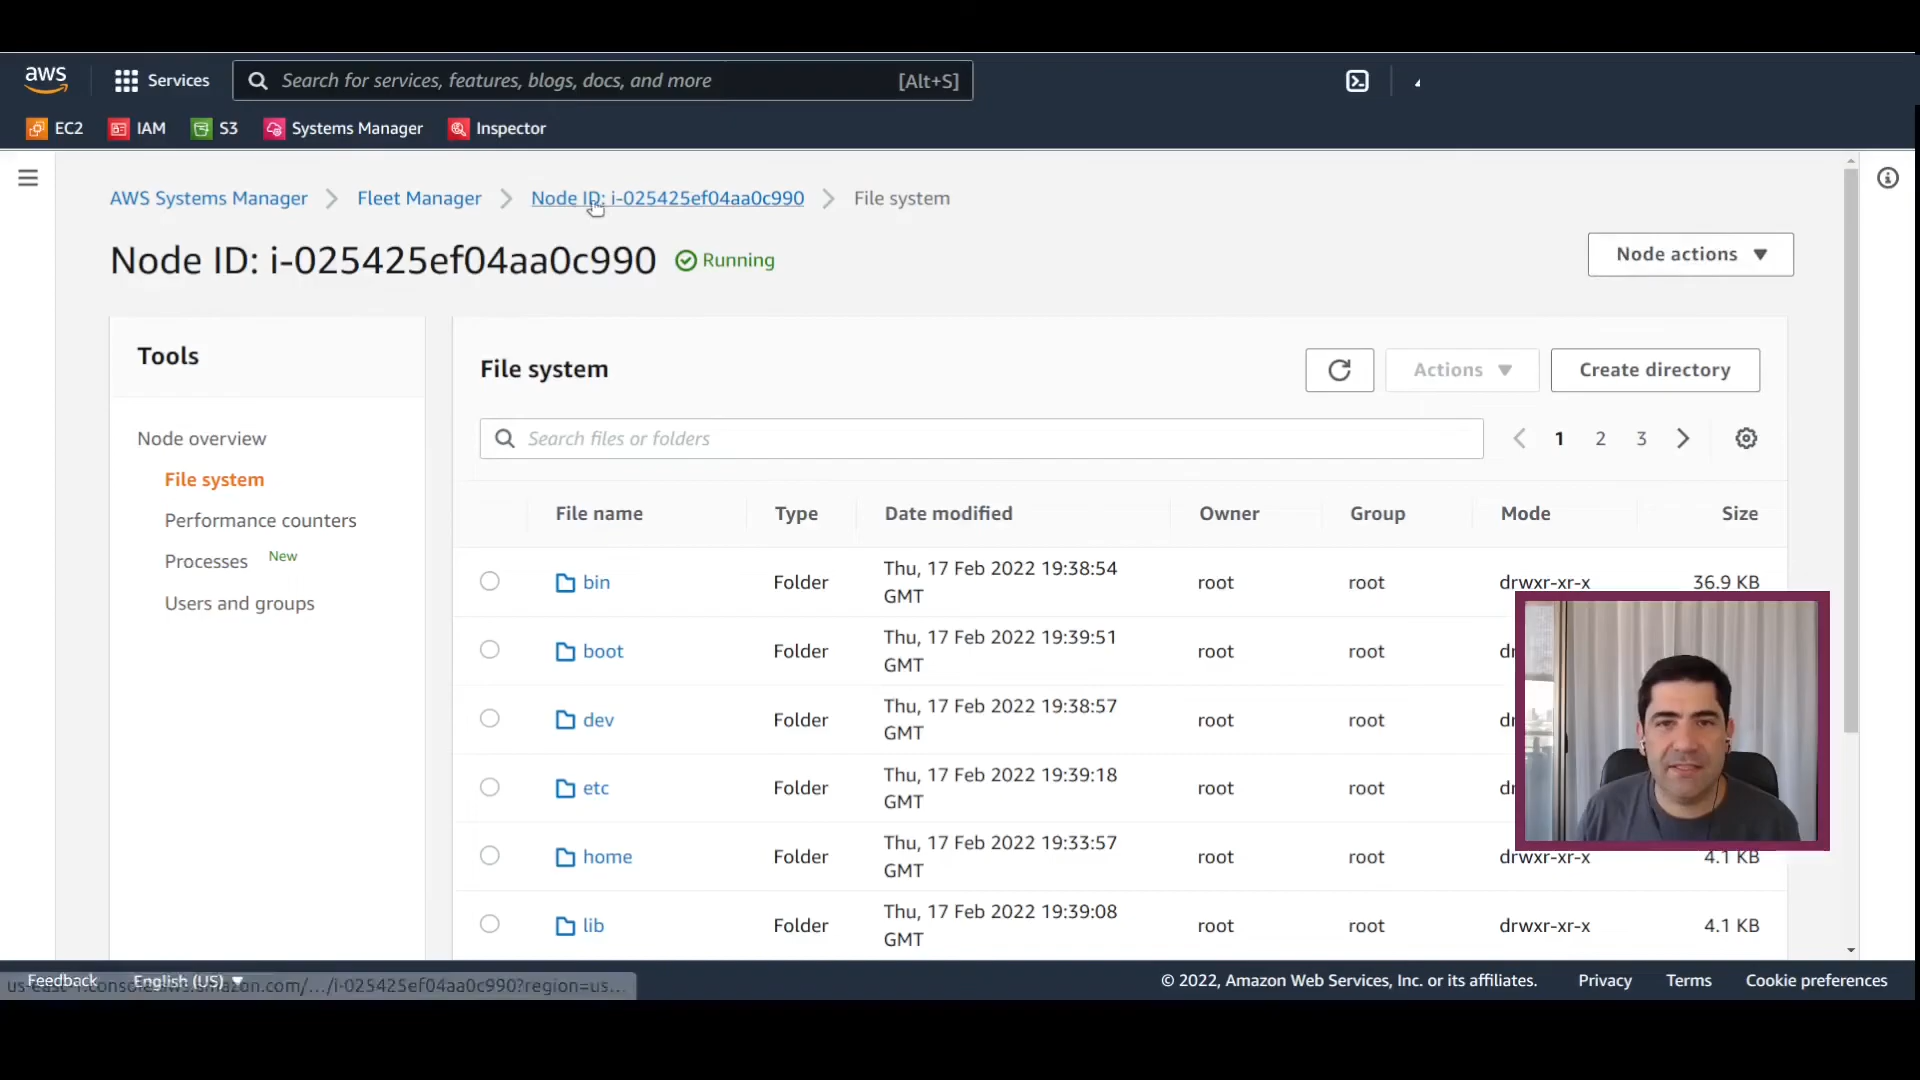 aws
Services
Search for services, features, blogs, docs, and more
[Alt+S]
EC2
IAM
S3
Systems Manager
Inspector
AWS Systems Manager
Fleet Manager
Node ID: i-025425ef04aa0c990
File system
Node ID: i-025425ef04aa0c990
Running
Node actions
Tools
Node overview
File system
Performance counters
Processes New
Users and groups
File system
Actions
Create directory
Search files or folders
1 2 3
File name Type Date modified Owner Group Mode Size
bin Folder Thu, 17 Feb 2022 19:38:54 GMT root root drwxr-xr-x 36.9 KB
boot Folder Thu, 17 Feb 2022 19:39:51 GMT root root
dev Folder Thu, 17 Feb 2022 19:38:57 GMT root root
etc Folder Thu, 17 Feb 2022 19:39:18 GMT root root
home Folder Thu, 17 Feb 2022 19:33:57 GMT root root drwxr-xr-x 4.1 KB
lib Folder Thu, 17 Feb 2022 19:39:08 GMT root root drwxr-xr-x 4.1 KB
Feedback
English (US)
© 2022, Amazon Web Services, Inc. or its affiliates.
Privacy
Terms
Cookie preferences